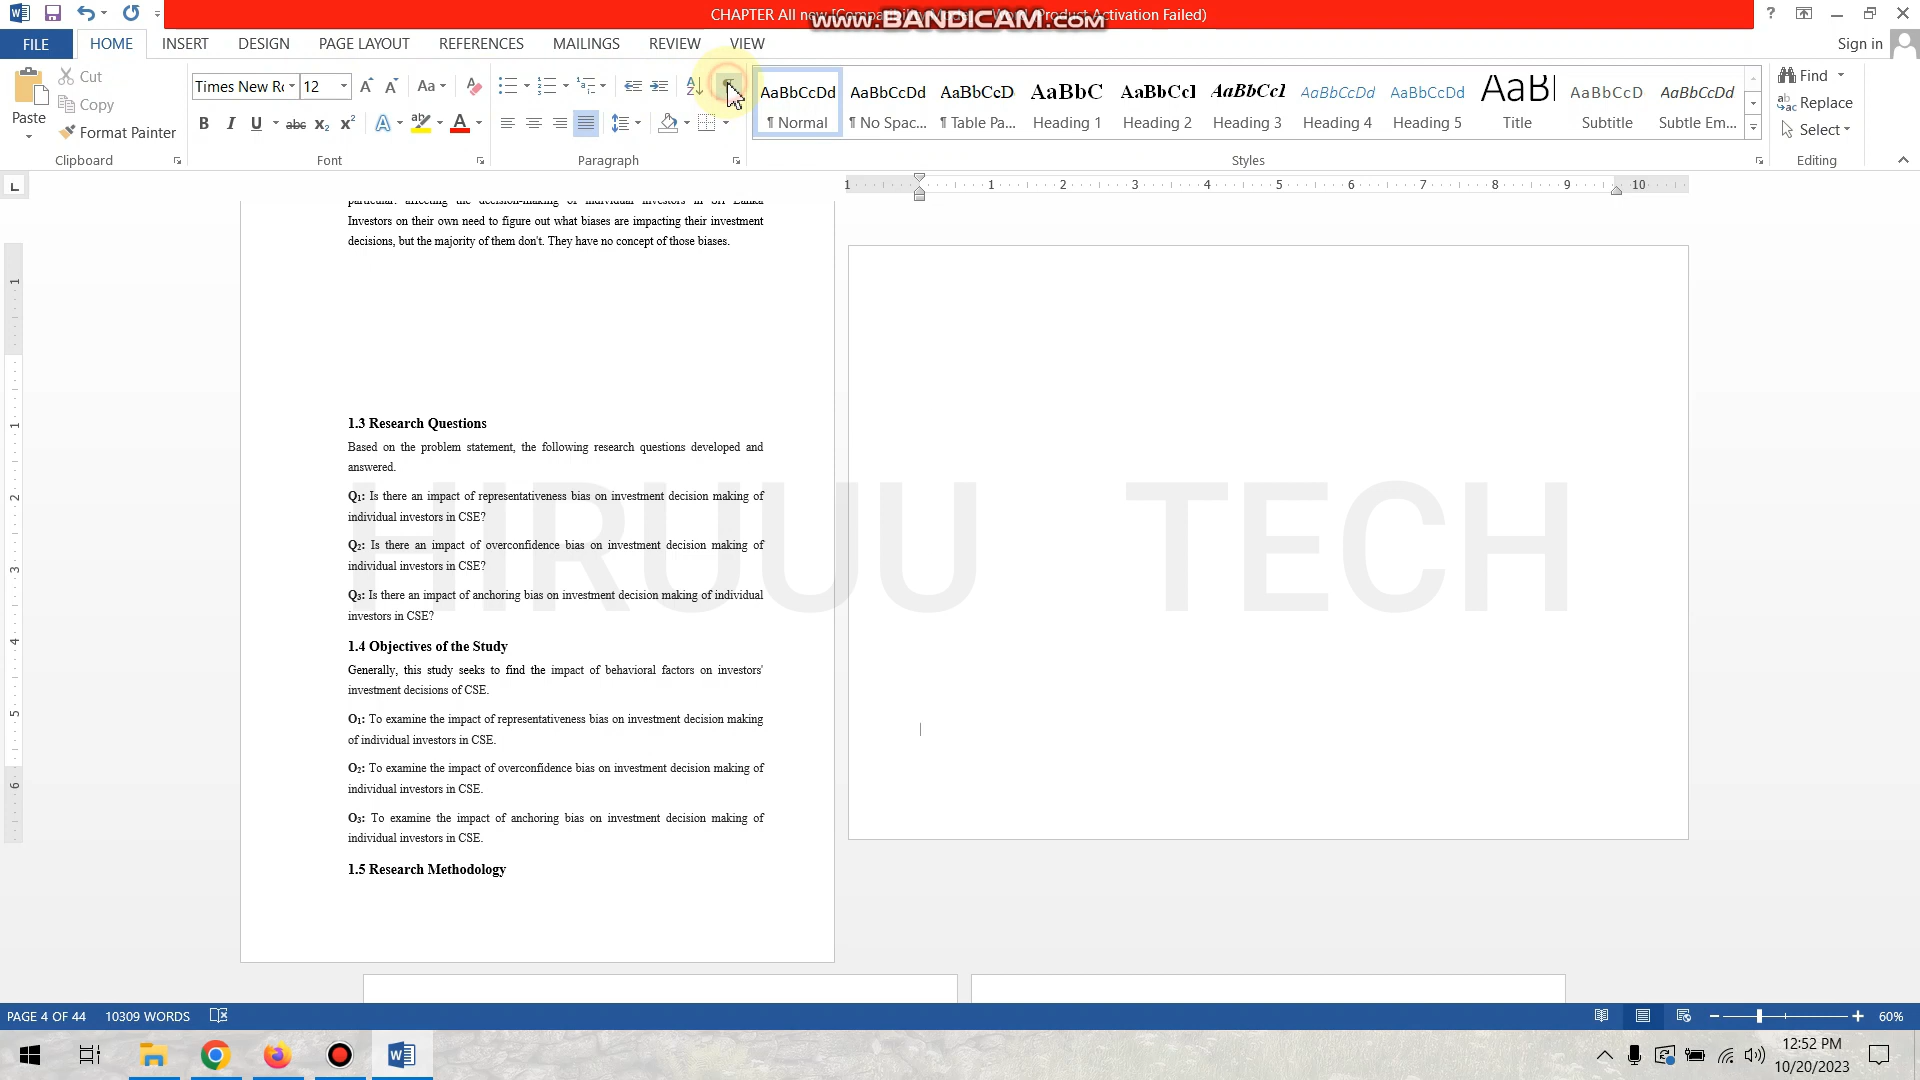 CHAPTER All new [Compatibility Mode] - Word (Product Activation Failed)
www.BANDICAM.com
FILE HOME INSERT DESIGN PAGE LAYOUT REFERENCES MAILINGS REVIEW VIEW Sign in
Paste
Cut
Copy
Format Painter
Clipboard
Times New Ro 12
Font
Paragraph
AaBbCcDd AaBbCcDd AaBbCcD AaBbC AaBbCcI AaBbCc1 AaBbCcDd AaBbCcDd AaBl AaBbCcD AaBbCcDd
¶ Normal ¶ No Spac... ¶ Table Pa... Heading 1 Heading 2 Heading 3 Heading 4 Heading 5 Title Subtitle Subtle Em...
Styles
Find
Replace
Select
Editing
1 1 2 3 4 5 6 7 8 9 10
particular: affecting the decision-making of individual investors in Sri Lanka
Investors on their own need to figure out what biases are impacting their investment
decisions, but the majority of them don't. They have no concept of those biases.
1.3 Research Questions
Based on the problem statement, the following research questions developed and
answered.
Q1: Is there an impact of representativeness bias on investment decision making of
individual investors in CSE?
Q2: Is there an impact of overconfidence bias on investment decision making of
individual investors in CSE?
Q3: Is there an impact of anchoring bias on investment decision making of individual
investors in CSE?
1.4 Objectives of the Study
Generally, this study seeks to find the impact of behavioral factors on investors'
investment decisions of CSE.
O1: To examine the impact of representativeness bias on investment decision making
of individual investors in CSE.
O2: To examine the impact of overconfidence bias on investment decision making of
individual investors in CSE.
O3: To examine the impact of anchoring bias on investment decision making of
individual investors in CSE.
1.5 Research Methodology
HIRUUU TECH
PAGE 4 OF 44 10309 WORDS 60%
12:52 PM
10/20/2023